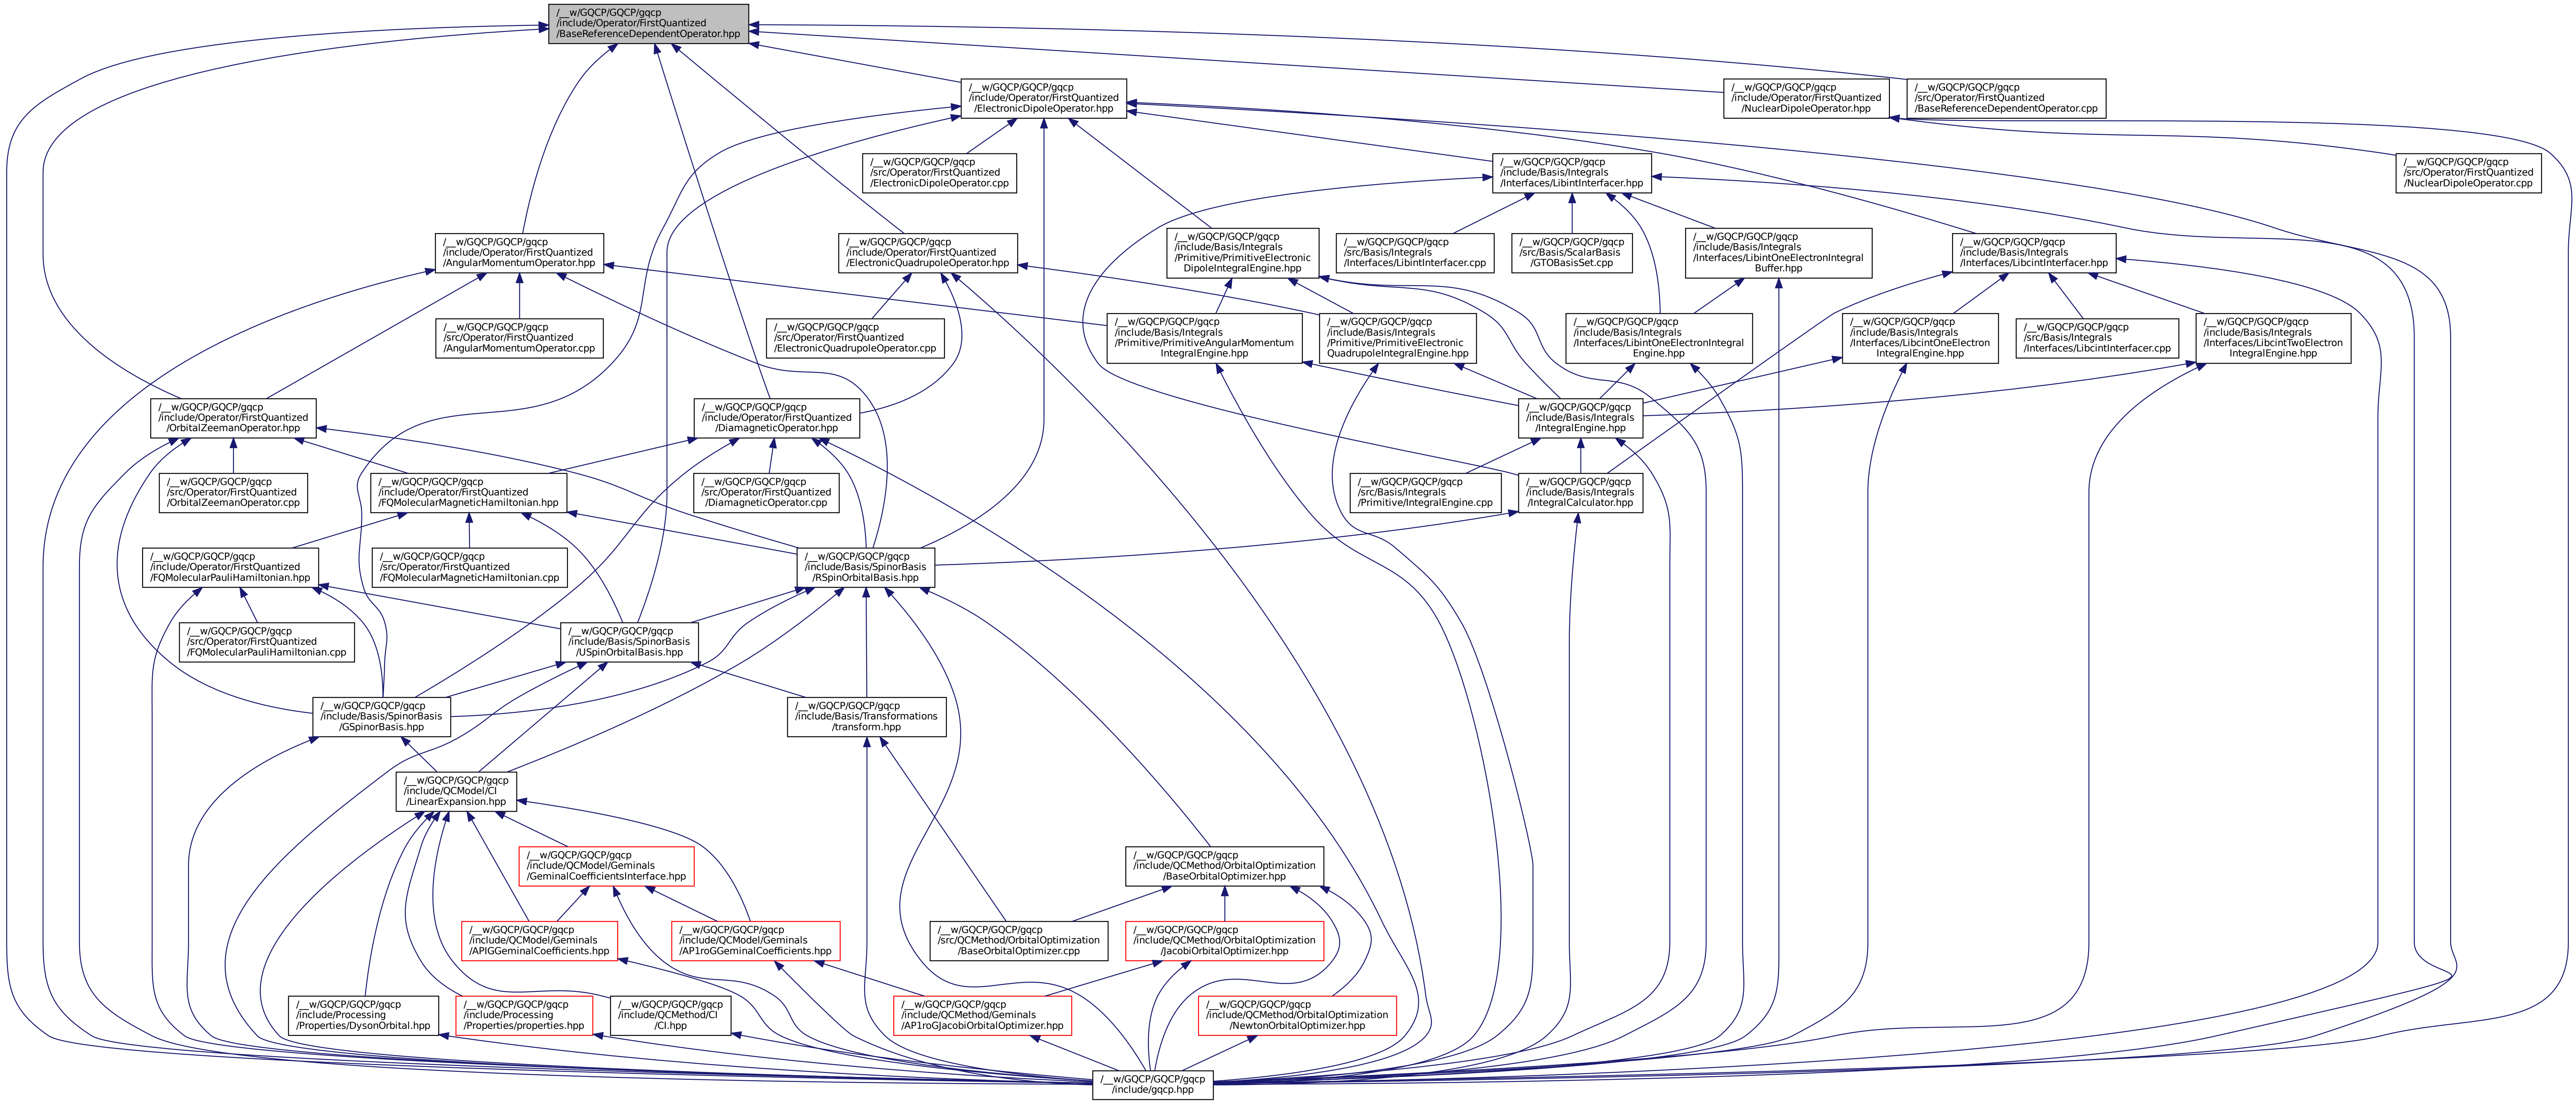 /__w/GQCP/GQCP/gqcp
/include/Operator/FirstQuantized
/BaseReferenceDependentOperator.hpp
/__w/GQCP/GQCP/gqcp
/include/Operator/FirstQuantized
/ElectronicDipoleOperator.hpp
/__w/GQCP/GQCP/gqcp
/include/Operator/FirstQuantized
/NuclearDipoleOperator.hpp
/__w/GQCP/GQCP/gqcp
/src/Operator/FirstQuantized
/BaseReferenceDependentOperator.cpp
/__w/GQCP/GQCP/gqcp
/src/Operator/FirstQuantized
/ElectronicDipoleOperator.cpp
/__w/GQCP/GQCP/gqcp
/include/Basis/Integrals
/Interfaces/LibintInterfacer.hpp
/__w/GQCP/GQCP/gqcp
/src/Operator/FirstQuantized
/NuclearDipoleOperator.cpp
/__w/GQCP/GQCP/gqcp
/include/Operator/FirstQuantized
/AngularMomentumOperator.hpp
/__w/GQCP/GQCP/gqcp
/include/Operator/FirstQuantized
/ElectronicQuadrupoleOperator.hpp
/__w/GQCP/GQCP/gqcp
/include/Basis/Integrals
/Primitive/PrimitiveElectronic
DipoleIntegralEngine.hpp
/__w/GQCP/GQCP/gqcp
/src/Basis/Integrals
/Interfaces/LibintInterfacer.cpp
/__w/GQCP/GQCP/gqcp
/src/Basis/ScalarBasis
/GTOBasisSet.cpp
/__w/GQCP/GQCP/gqcp
/include/Basis/Integrals
/Interfaces/LibintOneElectronIntegral
Buffer.hpp
/__w/GQCP/GQCP/gqcp
/include/Basis/Integrals
/Interfaces/LibcintInterfacer.hpp
/__w/GQCP/GQCP/gqcp
/src/Operator/FirstQuantized
/AngularMomentumOperator.cpp
/__w/GQCP/GQCP/gqcp
/src/Operator/FirstQuantized
/ElectronicQuadrupoleOperator.cpp
/__w/GQCP/GQCP/gqcp
/include/Basis/Integrals
/Primitive/PrimitiveAngularMomentum
IntegralEngine.hpp
/__w/GQCP/GQCP/gqcp
/include/Basis/Integrals
/Primitive/PrimitiveElectronic
QuadrupoleIntegralEngine.hpp
/__w/GQCP/GQCP/gqcp
/include/Basis/Integrals
/Interfaces/LibintOneElectronIntegral
Engine.hpp
/__w/GQCP/GQCP/gqcp
/include/Basis/Integrals
/Interfaces/LibcintOneElectron
IntegralEngine.hpp
/__w/GQCP/GQCP/gqcp
/src/Basis/Integrals
/Interfaces/LibcintInterfacer.cpp
/__w/GQCP/GQCP/gqcp
/include/Basis/Integrals
/Interfaces/LibcintTwoElectron
IntegralEngine.hpp
/__w/GQCP/GQCP/gqcp
/include/Operator/FirstQuantized
/OrbitalZeemanOperator.hpp
/__w/GQCP/GQCP/gqcp
/include/Operator/FirstQuantized
/DiamagneticOperator.hpp
/__w/GQCP/GQCP/gqcp
/include/Basis/Integrals
/IntegralEngine.hpp
/__w/GQCP/GQCP/gqcp
/src/Operator/FirstQuantized
/OrbitalZeemanOperator.cpp
/__w/GQCP/GQCP/gqcp
/include/Operator/FirstQuantized
/FQMolecularMagneticHamiltonian.hpp
/__w/GQCP/GQCP/gqcp
/src/Operator/FirstQuantized
/DiamagneticOperator.cpp
/__w/GQCP/GQCP/gqcp
/src/Basis/Integrals
/Primitive/IntegralEngine.cpp
/__w/GQCP/GQCP/gqcp
/include/Basis/Integrals
/IntegralCalculator.hpp
/__w/GQCP/GQCP/gqcp
/include/Operator/FirstQuantized
/FQMolecularPauliHamiltonian.hpp
/__w/GQCP/GQCP/gqcp
/src/Operator/FirstQuantized
/FQMolecularMagneticHamiltonian.cpp
/__w/GQCP/GQCP/gqcp
/include/Basis/SpinorBasis
/RSpinOrbitalBasis.hpp
/__w/GQCP/GQCP/gqcp
/src/Operator/FirstQuantized
/FQMolecularPauliHamiltonian.cpp
/__w/GQCP/GQCP/gqcp
/include/Basis/SpinorBasis
/USpinOrbitalBasis.hpp
/__w/GQCP/GQCP/gqcp
/include/Basis/SpinorBasis
/GSpinorBasis.hpp
/__w/GQCP/GQCP/gqcp
/include/Basis/Transformations
/transform.hpp
/__w/GQCP/GQCP/gqcp
/include/QCModel/CI
/LinearExpansion.hpp
/__w/GQCP/GQCP/gqcp
/include/QCModel/Geminals
/GeminalCoefficientsInterface.hpp
/__w/GQCP/GQCP/gqcp
/include/QCMethod/OrbitalOptimization
/BaseOrbitalOptimizer.hpp
/__w/GQCP/GQCP/gqcp
/include/QCModel/Geminals
/APIGGeminalCoefficients.hpp
/__w/GQCP/GQCP/gqcp
/include/QCModel/Geminals
/AP1roGGeminalCoefficients.hpp
/__w/GQCP/GQCP/gqcp
/src/QCMethod/OrbitalOptimization
/BaseOrbitalOptimizer.cpp
/__w/GQCP/GQCP/gqcp
/include/QCMethod/OrbitalOptimization
/JacobiOrbitalOptimizer.hpp
/__w/GQCP/GQCP/gqcp
/include/Processing
/Properties/DysonOrbital.hpp
/__w/GQCP/GQCP/gqcp
/include/Processing
/Properties/properties.hpp
/__w/GQCP/GQCP/gqcp
/include/QCMethod/CI
/CI.hpp
/__w/GQCP/GQCP/gqcp
/include/QCMethod/Geminals
/AP1roGJacobiOrbitalOptimizer.hpp
/__w/GQCP/GQCP/gqcp
/include/QCMethod/OrbitalOptimization
/NewtonOrbitalOptimizer.hpp
/__w/GQCP/GQCP/gqcp
/include/gqcp.hpp